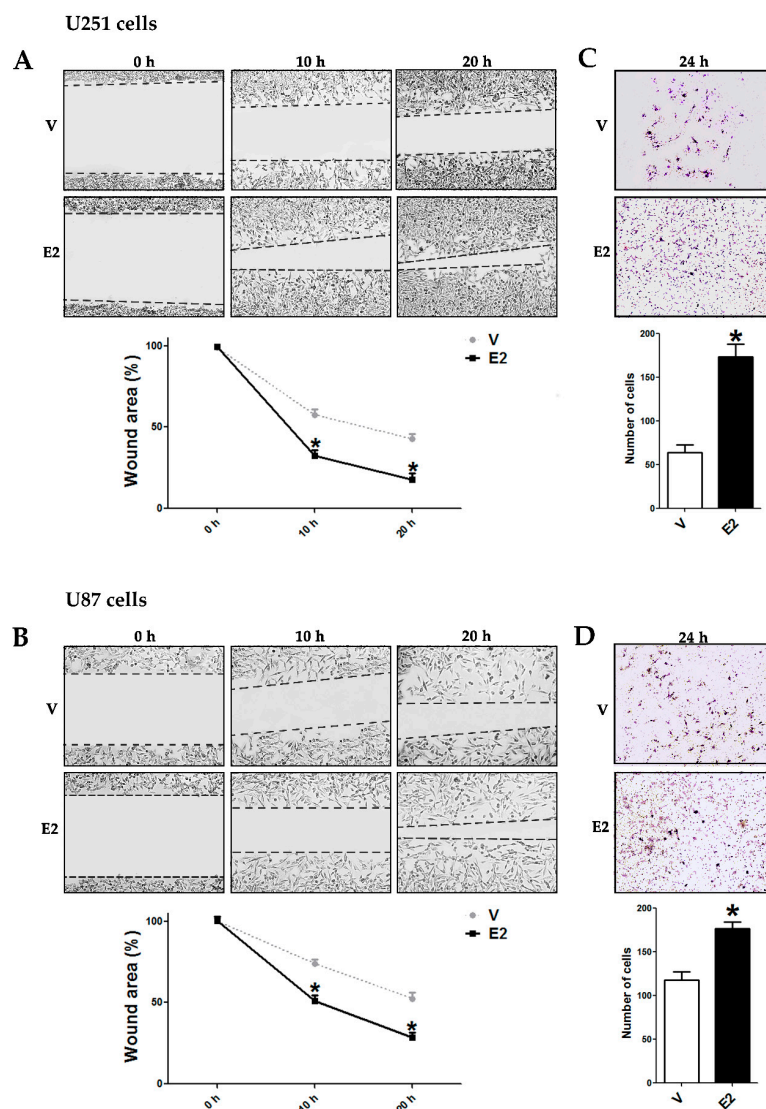 U251 cells
A
0 h
10 h
20 h
V
E2
Wound area (%)
100
50
0
V
E2
*
*
0 h
10 h
20 h
C
24 h
V
E2
Number of cells
200
150
100
50
0
*
V
E2
U87 cells
B
0 h
10 h
20 h
V
E2
Wound area (%)
100
50
0
V
E2
*
*
0 h
10 h
20 h
D
24 h
V
E2
Number of cells
200
150
100
50
0
*
V
E2